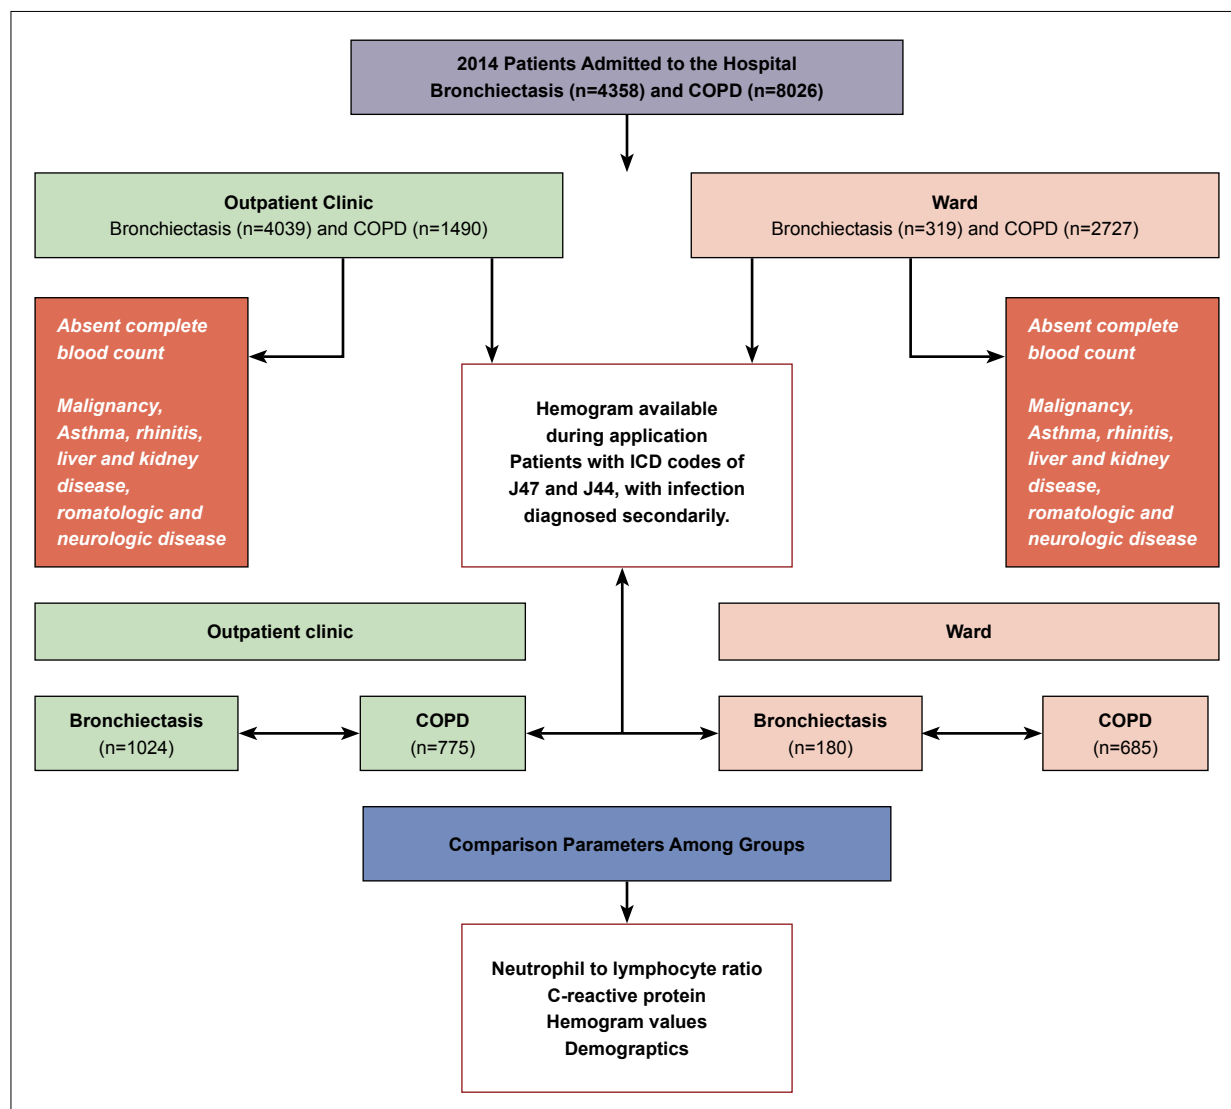 2014 Patients Admitted to the Hospital
Bronchiectasis (n=4358) and COPD (n=8026)
Outpatient Clinic
Bronchiectasis (n=4039) and COPD (n=1490)
Ward
Bronchiectasis (n=319) and COPD (n=2727)
Absent complete
blood count
Malignancy,
Asthma, rhinitis,
liver and kidney
disease,
romatologic and
neurologic disease
Hemogram available
during application
Patients with ICD codes of
J47 and J44, with infection
diagnosed secondarily.
Absent complete
blood count
Malignancy,
Asthma, rhinitis,
liver and kidney
disease,
romatologic and
neurologic disease
Outpatient clinic
Ward
Bronchiectasis
(n=1024)
COPD
(n=775)
Bronchiectasis
(n=180)
COPD
(n=685)
Comparison Parameters Among Groups
Neutrophil to lymphocyte ratio
C-reactive protein
Hemogram values
Demograptics